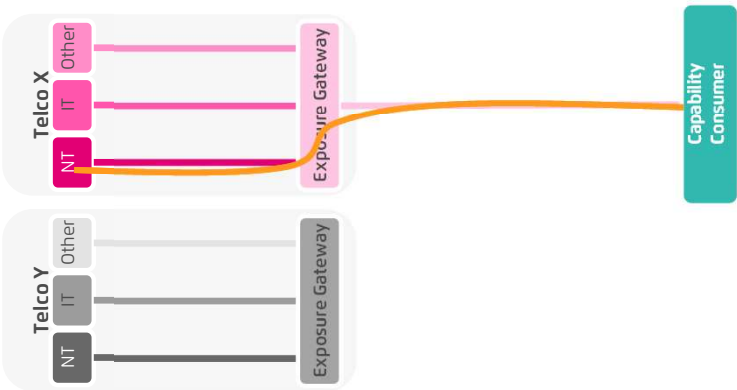 Telco X
Other
IT
NT
Exposure Gateway
Capability
Consumer
Telco Y
Other
IT
NT
Exposure Gateway